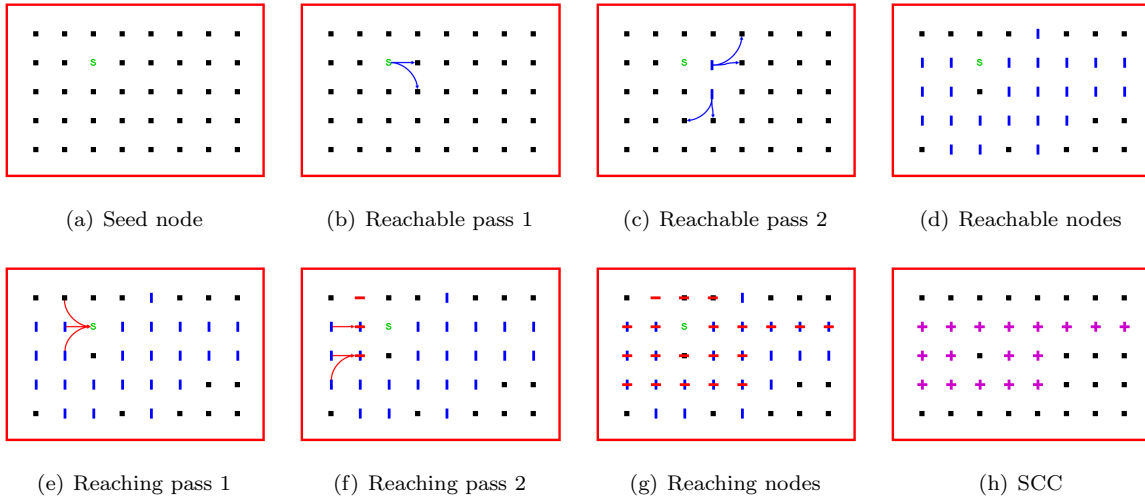 S
S
S
S
(a) Seed node
(b) Reachable pass 1
(c) Reachable pass 2
(d) Reachable nodes
S
S
S
(e) Reaching pass 1
(f) Reaching pass 2
(g) Reaching nodes
(h) SCC